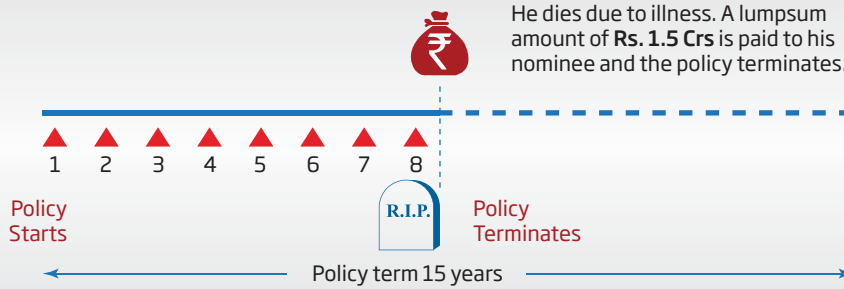 He dies due to illness. A lumpsum
amount of Rs. 1.5 Crs is paid to his
nominee and the policy terminates.
₹
1 2 3 4 5 6 7 8
R.I.P.
Policy
Starts
Policy
Terminates
Policy term 15 years